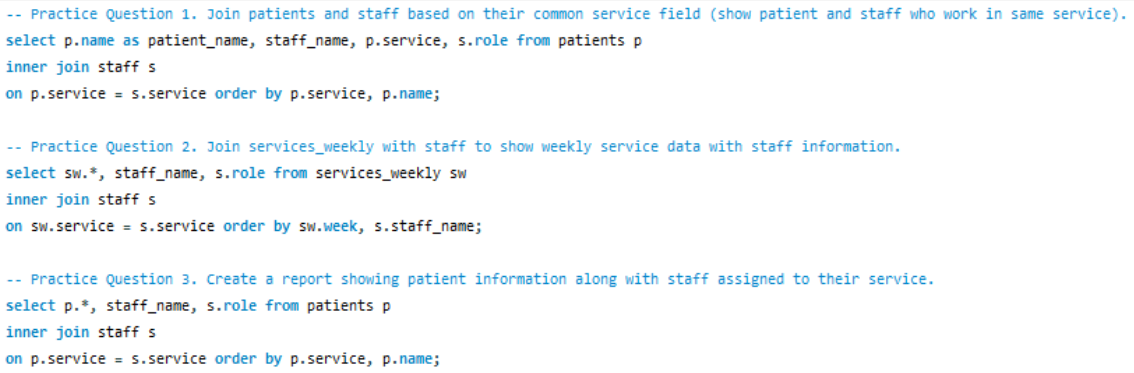 -- Practice Question 1. Join patients and staff based on their common service field (show patient and staff who work in same service).
select p.name as patient_name, staff_name, p.service, s.role from patients p
inner join staff s
on p.service = s.service order by p.service, p.name;
-- Practice Question 2. Join services_weekly with staff to show weekly service data with staff information.
select sw.*, staff_name, s.role from services_weekly sw
inner join staff s
on sw.service = s.service order by sw.week, s.staff_name;
-- Practice Question 3. Create a report showing patient information along with staff assigned to their service.
select p.*, staff_name, s.role from patients p
inner join staff s
on p.service = s.service order by p.service, p.name;